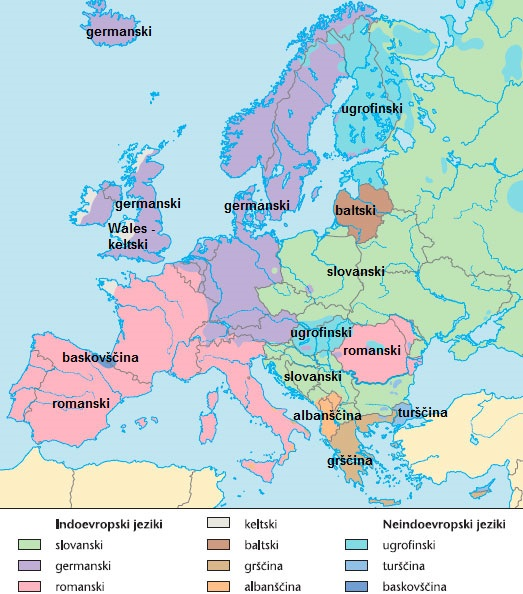 germanski
ugrofinski
germanski
germanski
baltski
Wales -
keltski
slovanski
ugrofinski
romanski
baskovščina
slovanski
romanski
albanščina
turščina
grščina
Indoevropski jeziki
slovanski
germanski
romanski
keltski
baltski
grščina
albanščina
Neindoevropski jeziki
ugrofinski
turščina
baskovščina